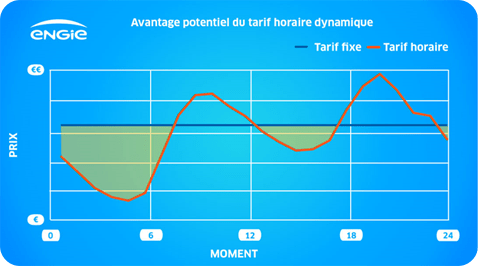 Avantage potentiel du tarif horaire dynamique
ENGIE
Tarif fixe Tarif horaire
€€
PRIX
€
0 6 12 18 24
MOMENT